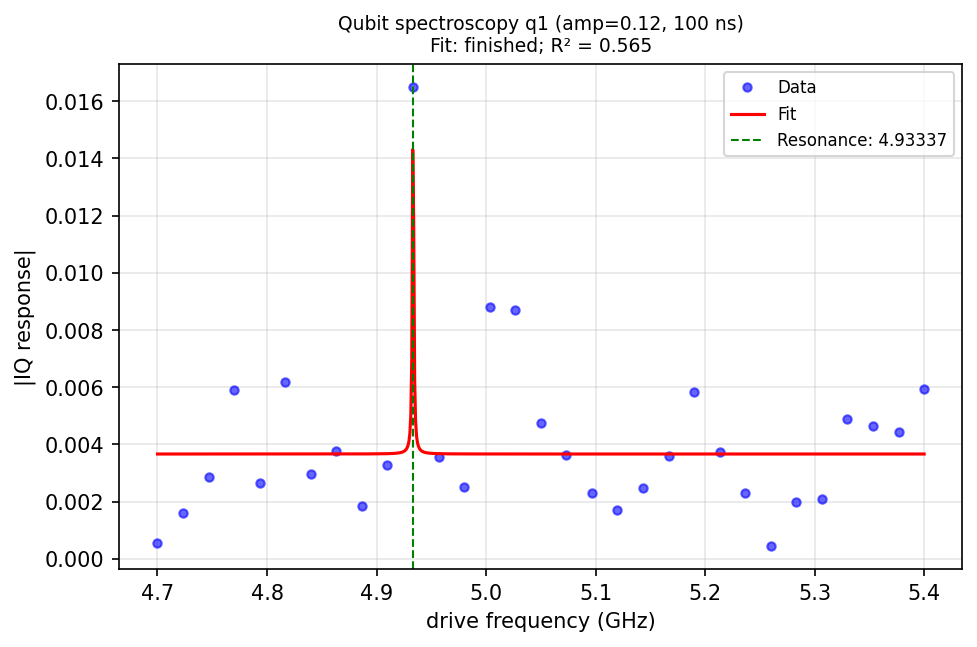 Qubit spectroscopy q1 (amp=0.12, 100 ns)
Fit: finished; R² = 0.565
Data
Fit
Resonance: 4.93337
|IQ response|
0.016
0.014
0.012
0.010
0.008
0.006
0.004
0.002
0.000
4.7 4.8 4.9 5.0 5.1 5.2 5.3 5.4
drive frequency (GHz)